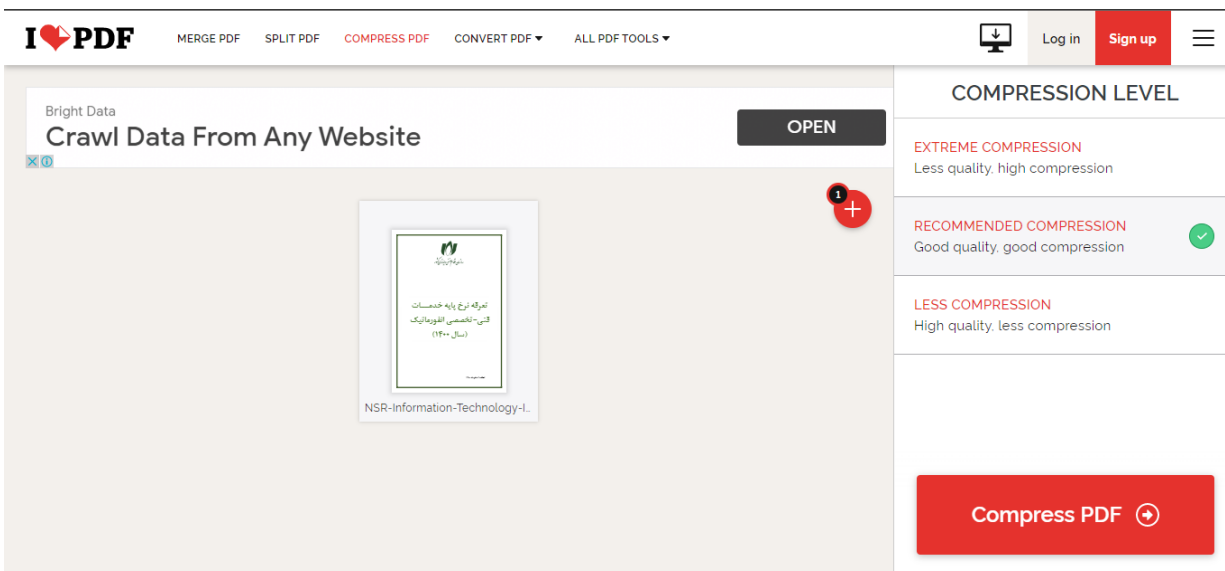 I PDF
MERGE PDF
SPLIT PDF
COMPRESS PDF
CONVERT PDF
ALL PDF TOOLS
Log in
Sign up
Bright Data
Crawl Data From Any Website
OPEN
1
تعرفه نرخ پایه خدمـــات
فنی-تخصصی انفورماتیک
(سال ۱۴۰۰)
NSR-Information-Technology-I...
COMPRESSION LEVEL
EXTREME COMPRESSION
Less quality, high compression
RECOMMENDED COMPRESSION
Good quality, good compression
LESS COMPRESSION
High quality, less compression
Compress PDF